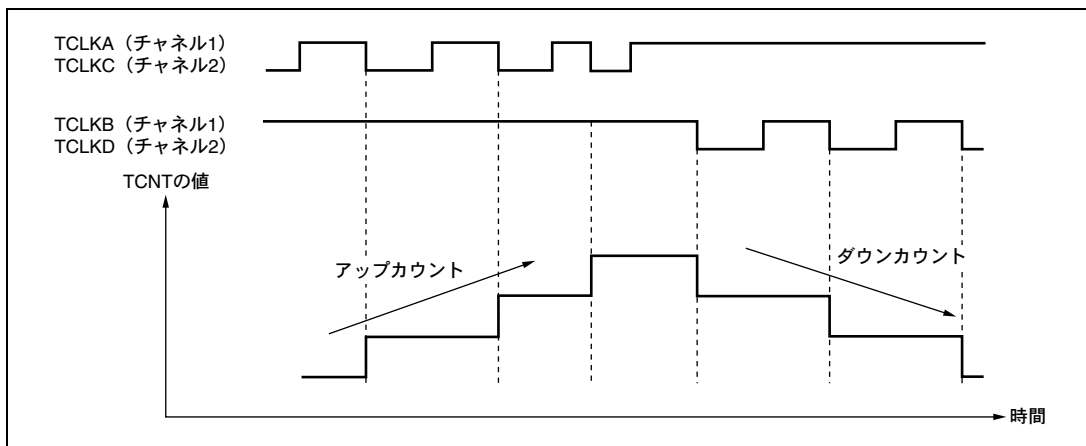 TCLKA（チャネル1）
TCLKC（チャネル2）
TCLKB（チャネル1）
TCLKD（チャネル2）
TCNTの値
アップカウント
ダウンカウント
時間